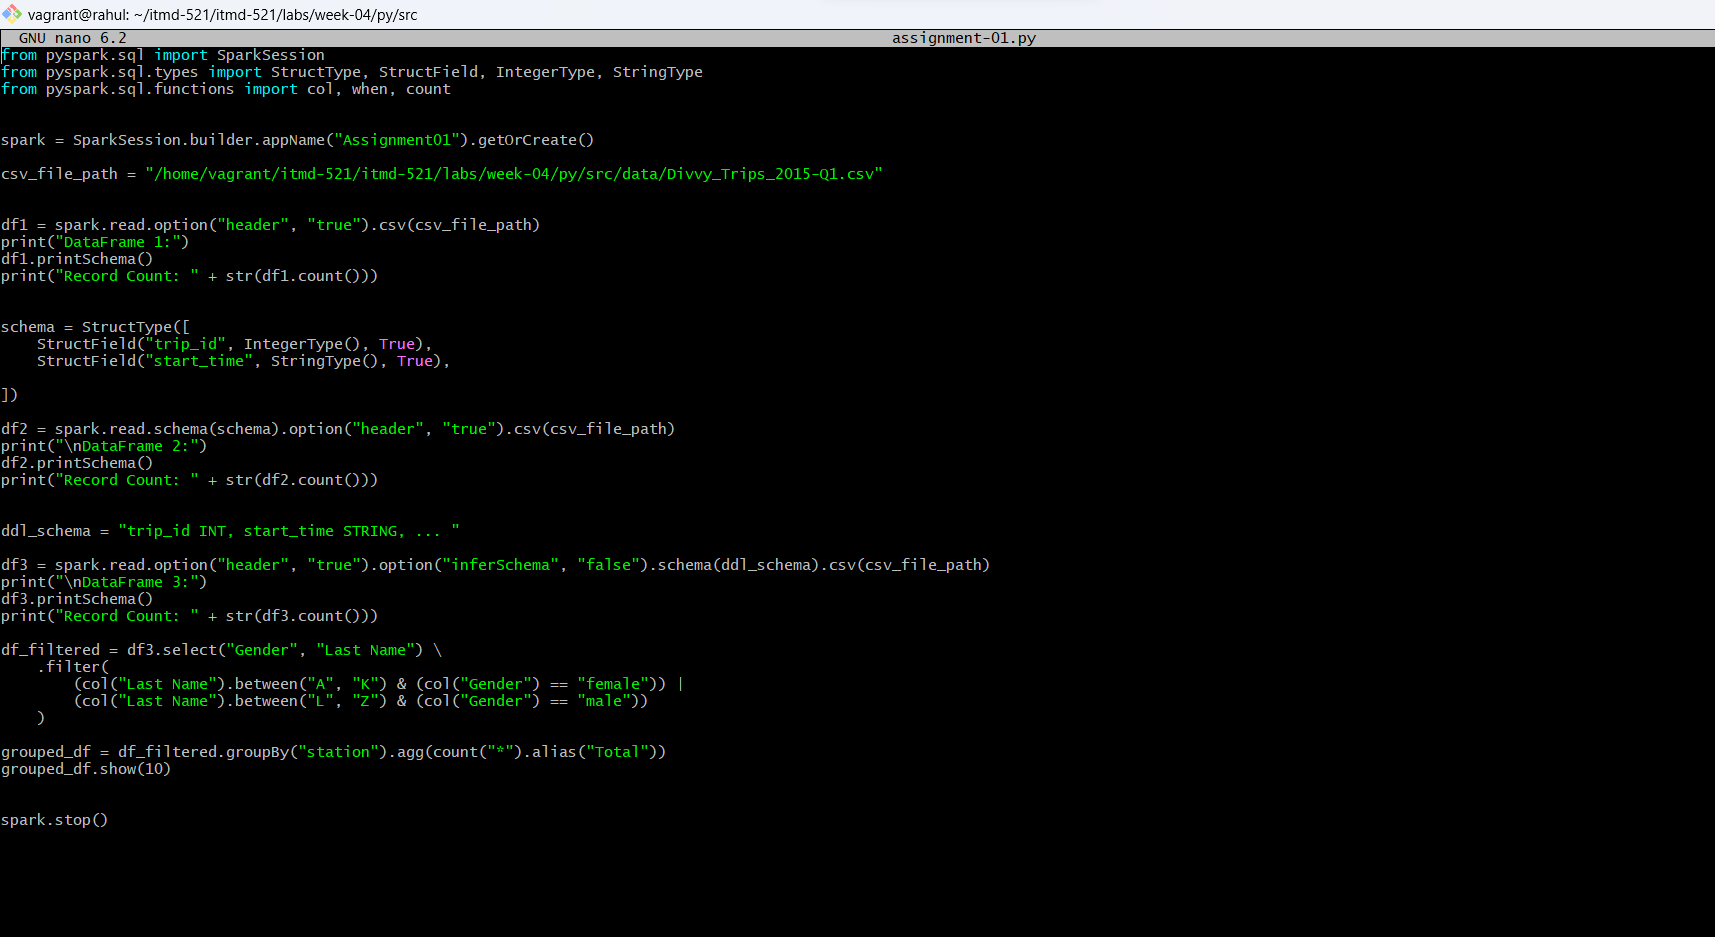 vagrant@rahul: ~/itmd-521/itmd-521/labs/week-04/py/src
GNU nano 6.2 assignment-01.py
from pyspark.sql import SparkSession
from pyspark.sql.types import StructType, StructField, IntegerType, StringType
from pyspark.sql.functions import col, when, count
spark = SparkSession.builder.appName("Assignment01").getOrCreate()
csv_file_path = "/home/vagrant/itmd-521/itmd-521/labs/week-04/py/src/data/Divvy_Trips_2015-Q1.csv"
df1 = spark.read.option("header", "true").csv(csv_file_path)
print("DataFrame 1:")
df1.printSchema()
print("Record Count: " + str(df1.count()))
schema = StructType([
    StructField("trip_id", IntegerType(), True),
    StructField("start_time", StringType(), True),
])
df2 = spark.read.schema(schema).option("header", "true").csv(csv_file_path)
print("\nDataFrame 2:")
df2.printSchema()
print("Record Count: " + str(df2.count()))
ddl_schema = "trip_id INT, start_time STRING, ... "
df3 = spark.read.option("header", "true").option("inferSchema", "false").schema(ddl_schema).csv(csv_file_path)
print("\nDataFrame 3:")
df3.printSchema()
print("Record Count: " + str(df3.count()))
df_filtered = df3.select("Gender", "Last Name") \
    .filter(
        (col("Last Name").between("A", "K") & (col("Gender") == "female")) |
        (col("Last Name").between("L", "Z") & (col("Gender") == "male"))
    )
grouped_df = df_filtered.groupBy("station").agg(count("*").alias("Total"))
grouped_df.show(10)
spark.stop()